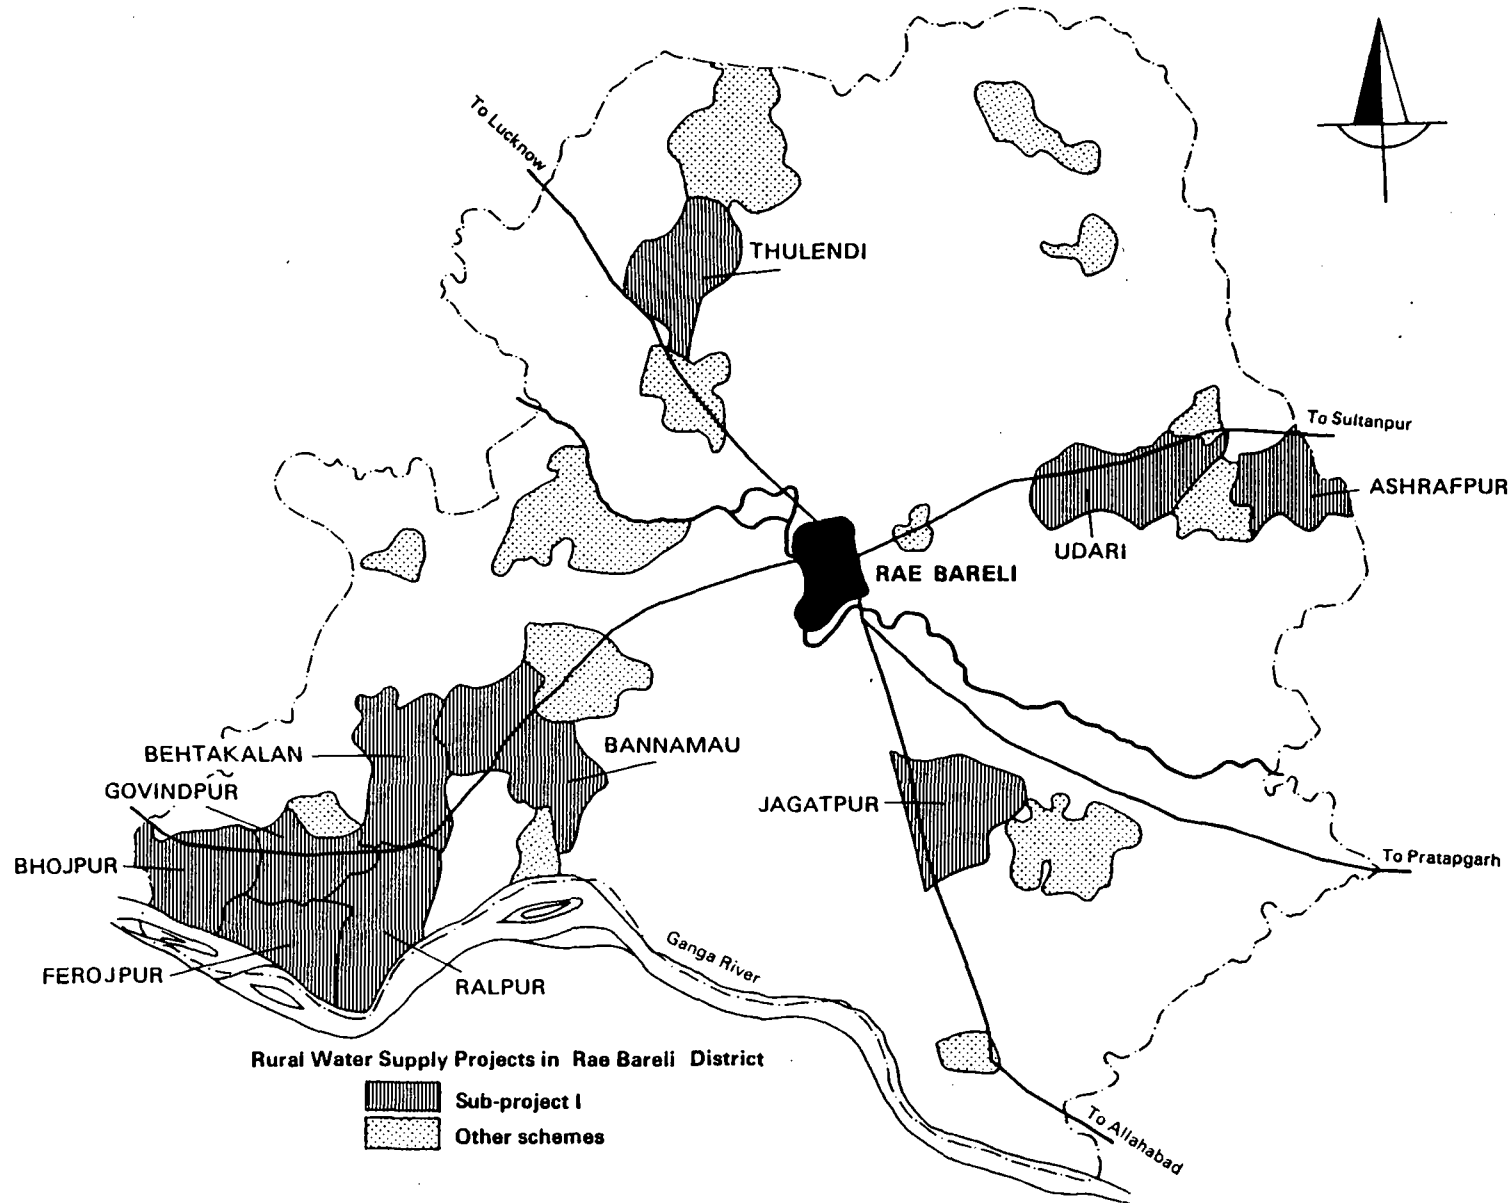 To Lucknow
THULENDI
To Sultanpur
ASHRAFPUR
UDARI
RAE BARELI
BEHTAKALAN
BANNAMAU
GOVINDPUR
JAGATPUR
BHOJPUR
To Pratapgarh
FEROJPUR
RALPUR
Ganga River
Rural Water Supply Projects in Rae Bareli District
Sub-project I
Other schemes
To Allahabad